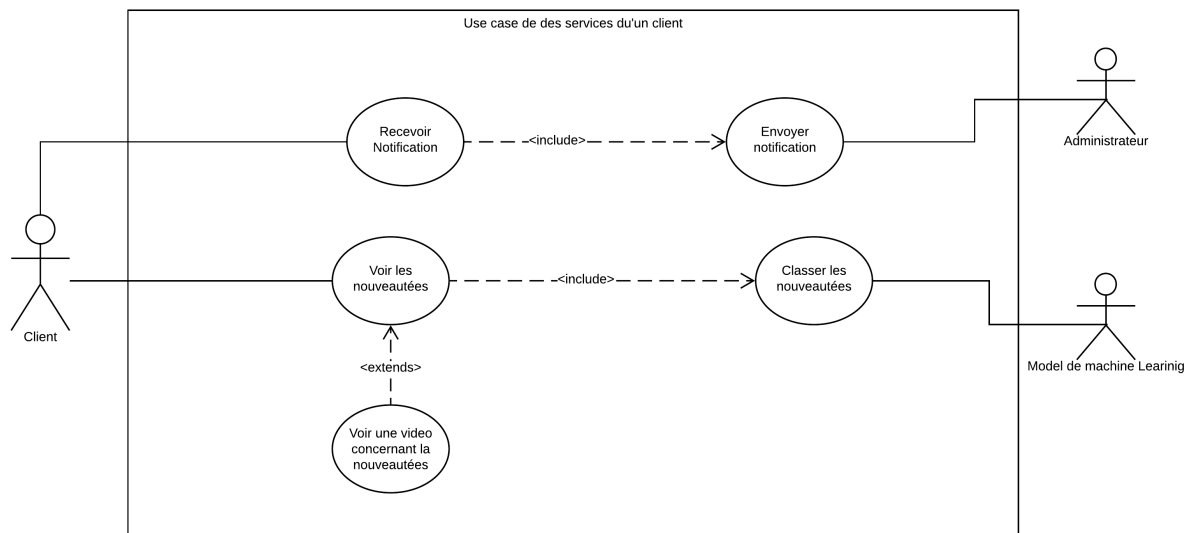 Use case de des services du'un client
Recevoir
Notification
<include>
Envoyer
notification
Administrateur
Client
Voir les
nouveautées
<include>
Classer les
nouveautées
Model de machine Learinig
<extends>
Voir une video
concernant la
nouveautées